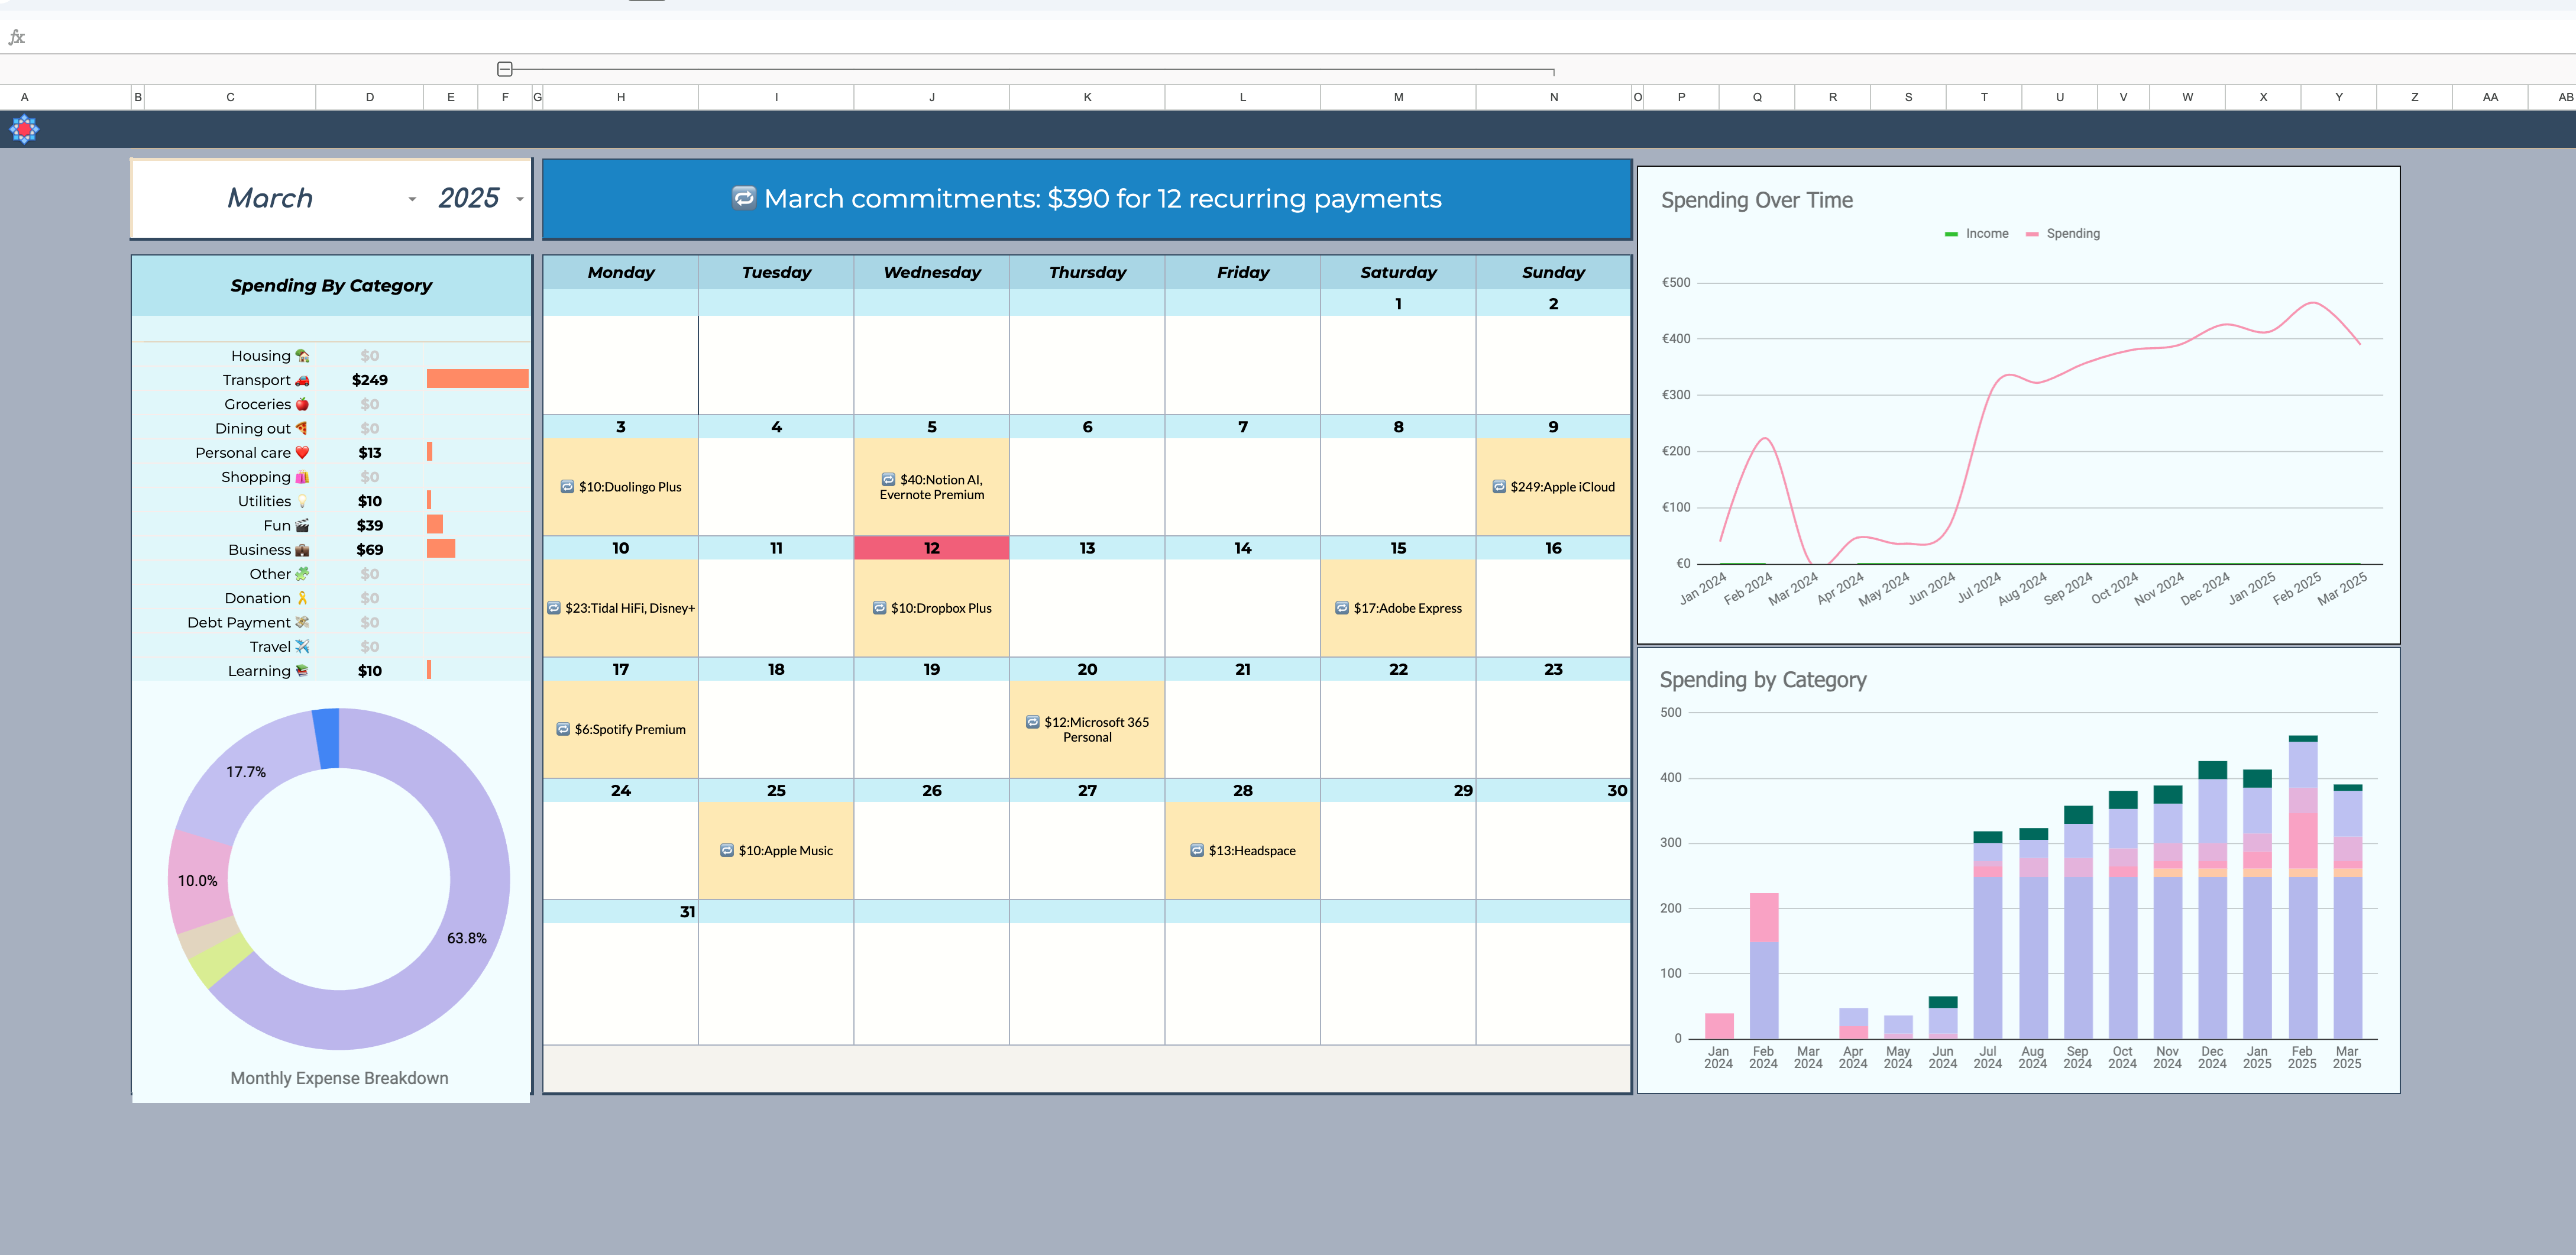 fx
A B C D E F G H I J K L M N O P Q R S T U V W X Y Z AA AB
March 2025
🔁 March commitments: $390 for 12 recurring payments
Spending By Category
Housing 🏡 $0
Transport 🚗 $249
Groceries 🍎 $0
Dining out 🍕 $0
Personal care ❤️ $13
Shopping 🛍️ $0
Utilities 💡 $10
Fun 🎬 $39
Business 💼 $69
Other 🧩 $0
Donation 🎗️ $0
Debt Payment 💸 $0
Travel ✈️ $0
Learning 📚 $10
17.7%
10.0%
63.8%
Monthly Expense Breakdown
Monday Tuesday Wednesday Thursday Friday Saturday Sunday
1 2
3 4 5 6 7 8 9
🔁 $10:Duolingo Plus
🔁 $40:Notion AI,
Evernote Premium
🔁 $249:Apple iCloud
10 11 12 13 14 15 16
🔁 $23:Tidal HiFi, Disney+
🔁 $10:Dropbox Plus
🔁 $17:Adobe Express
17 18 19 20 21 22 23
🔁 $6:Spotify Premium
🔁 $12:Microsoft 365
Personal
24 25 26 27 28 29 30
🔁 $10:Apple Music
🔁 $13:Headspace
31
Spending Over Time
Income Spending
€500
€400
€300
€200
€100
€0
Jan 2024 Feb 2024 Mar 2024 Apr 2024 May 2024 Jun 2024 Jul 2024 Aug 2024 Sep 2024 Oct 2024 Nov 2024 Dec 2024 Jan 2025 Feb 2025 Mar 2025
Spending by Category
500
400
300
200
100
0
Jan Feb Mar Apr May Jun Jul Aug Sep Oct Nov Dec Jan Feb Mar
2024 2024 2024 2024 2024 2024 2024 2024 2024 2024 2024 2024 2025 2025 2025